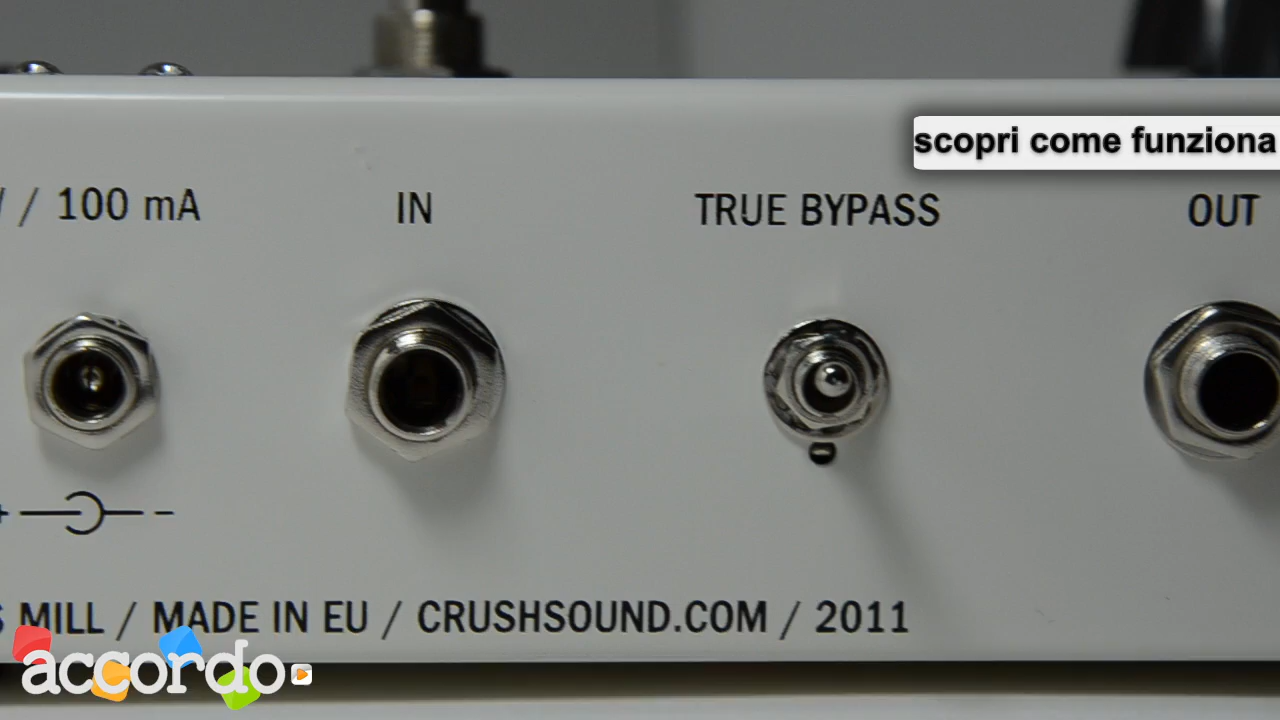 scopri come funziona
/ 100 mA
IN
TRUE BYPASS
OUT
+ -
MILL / MADE IN EU / CRUSHSOUND.COM / 2011
accordo